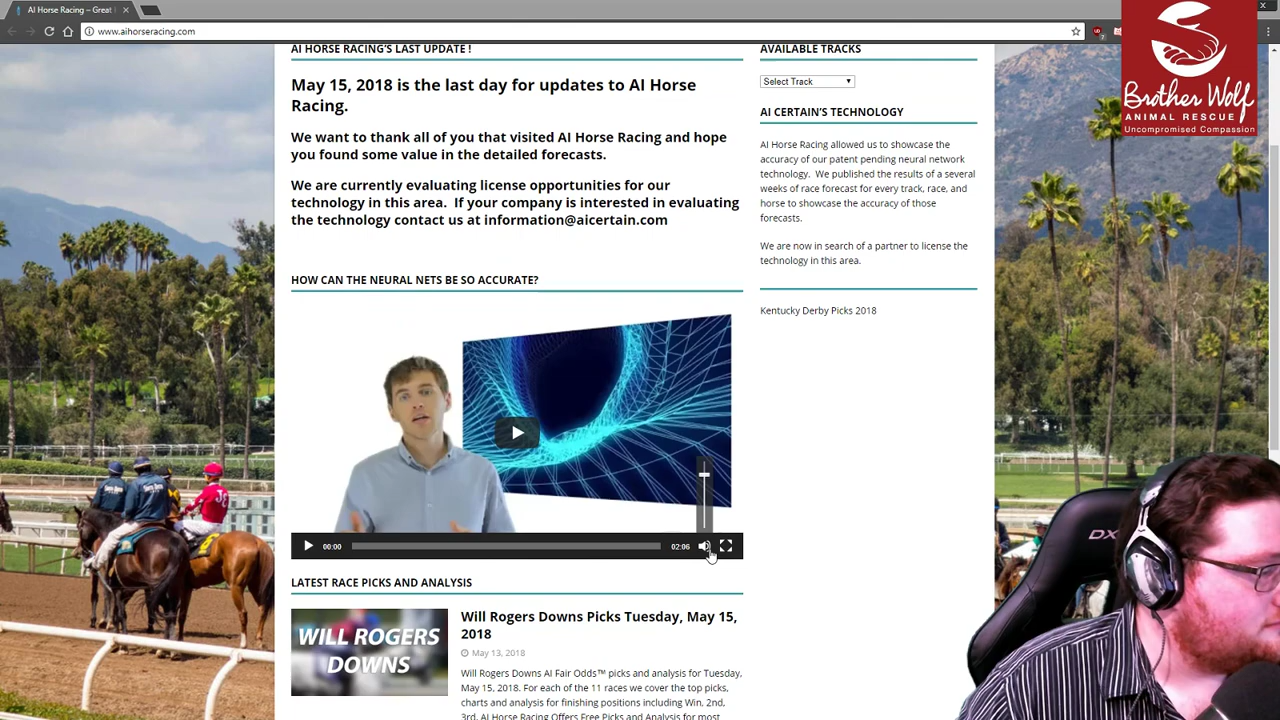 AI Horse Racing – Great
www.aihorseracing.com
Brother Wolf
ANIMAL RESCUE
Uncompromised Compassion
AI HORSE RACING'S LAST UPDATE !
May 15, 2018 is the last day for updates to AI Horse
Racing.
We want to thank all of you that visited AI Horse Racing and hope
you found some value in the detailed forecasts.
We are currently evaluating license opportunities for our
technology in this area.  If your company is interested in evaluating
the technology contact us at information@aicertain.com
HOW CAN THE NEURAL NETS BE SO ACCURATE?
00:00
02:06
LATEST RACE PICKS AND ANALYSIS
WILL ROGERS
DOWNS
Will Rogers Downs Picks Tuesday, May 15,
2018
May 13, 2018
Will Rogers Downs AI Fair Odds™ picks and analysis for Tuesday,
May 15, 2018. For each of the 11 races we cover the top picks,
charts and analysis for finishing positions including Win, 2nd,
3rd. AI Horse Racing Offers Free Picks and Analysis for most
AVAILABLE TRACKS
Select Track
AI CERTAIN'S TECHNOLOGY
AI Horse Racing allowed us to showcase the
accuracy of our patent pending neural network
technology.  We published the results of a several
weeks of race forecast for every track, race, and
horse to showcase the accuracy of those
forecasts.
We are now in search of a partner to license the
technology in this area.
Kentucky Derby Picks 2018
DX